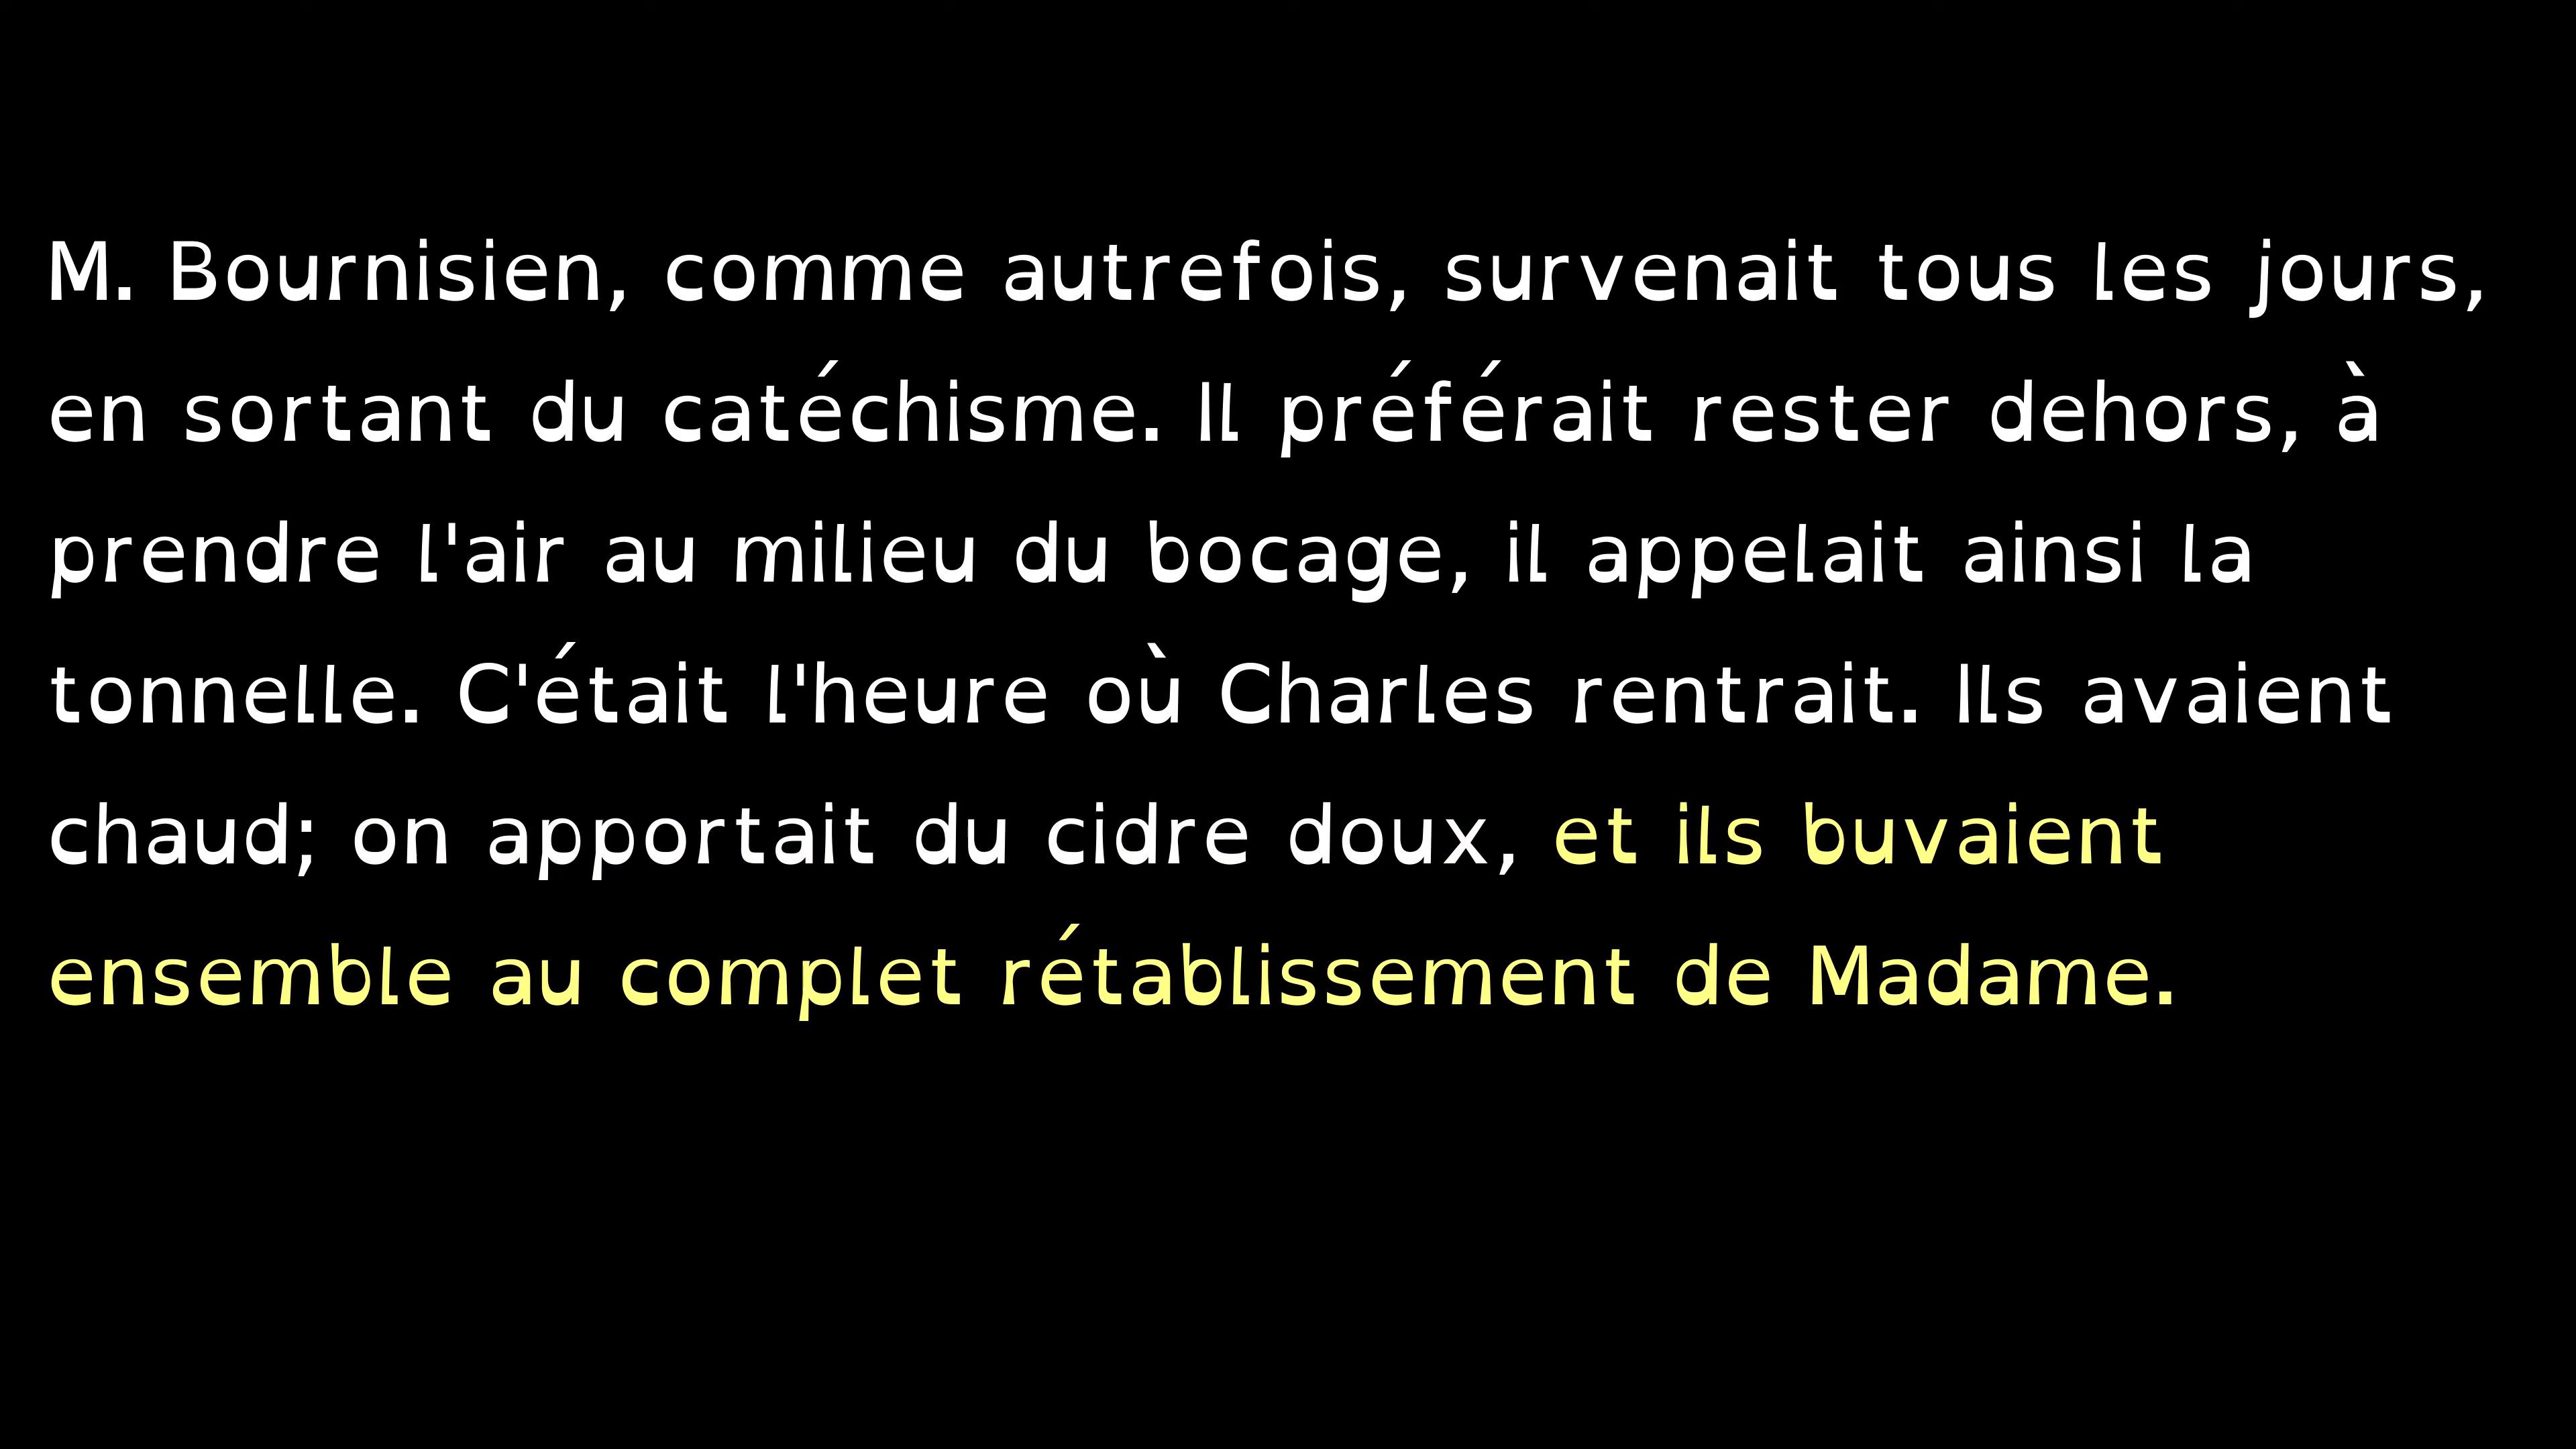 M. Bournisien, comme autrefois, survenait tous les jours,
en sortant du catéchisme. Il préférait rester dehors, à
prendre l'air au milieu du bocage, il appelait ainsi la
tonnelle. C'était l'heure où Charles rentrait. Ils avaient
chaud; on apportait du cidre doux, et ils buvaient
ensemble au complet rétablissement de Madame.